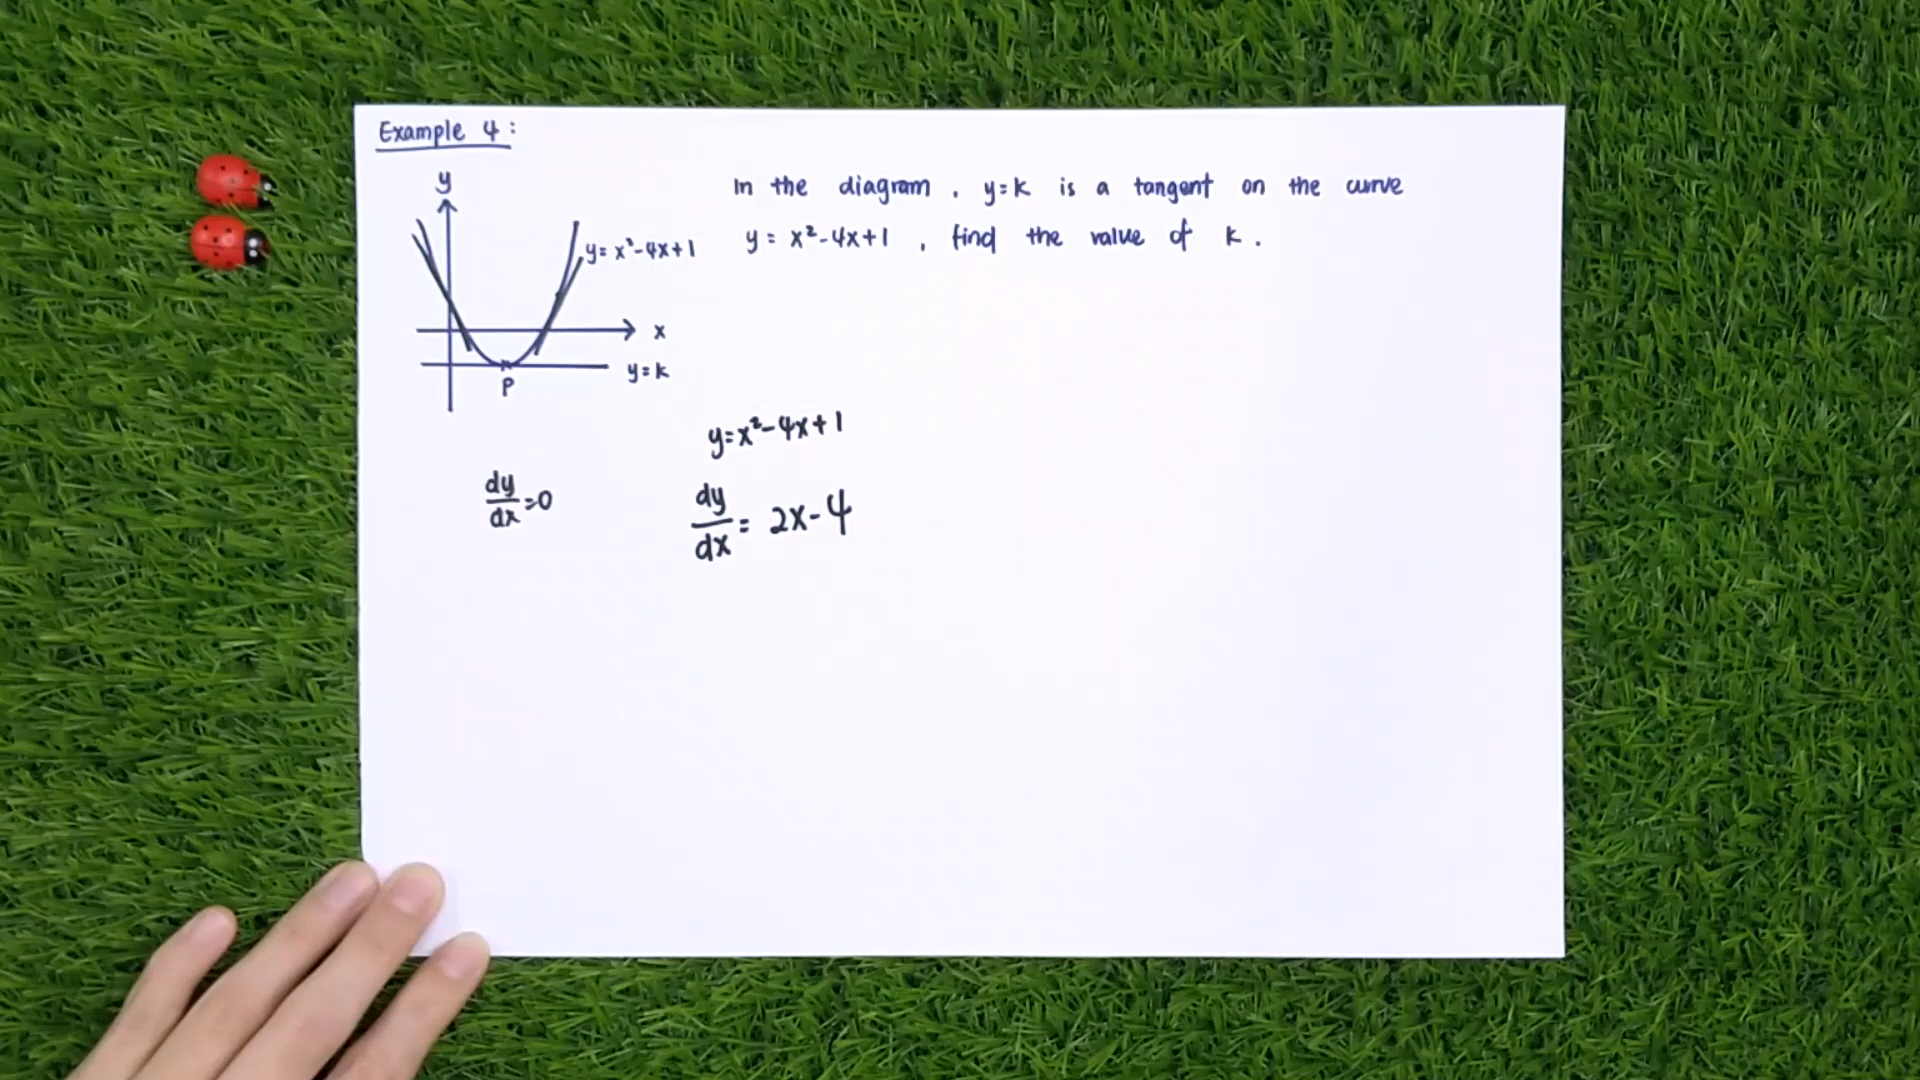 Example 4 :
In the diagram , y=k is a tangent on the curve
y = x²-4x+1 , find the value of k .
y
y= x²-4x+1
x
y=k
P
y=x²-4x+1
dy/dx=0
dy/dx = 2x-4